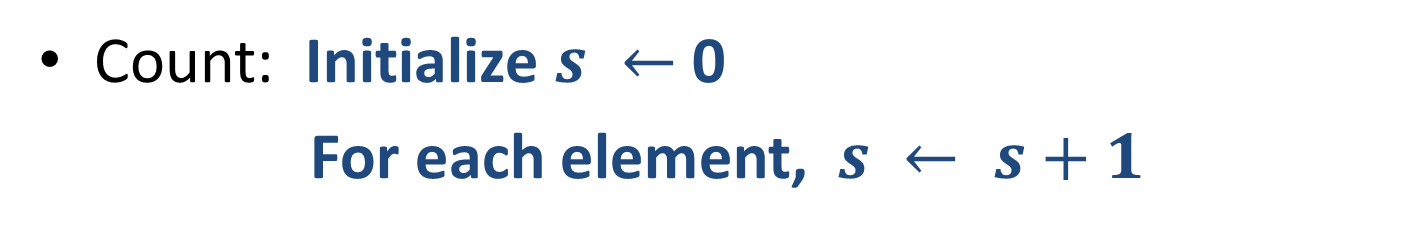 • Count: Initialize s ← 0
For each element, s ← s + 1